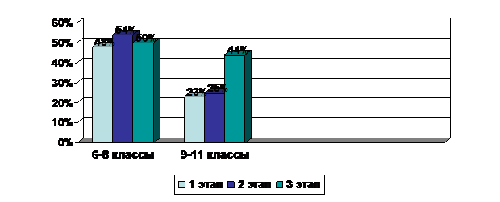 60%
50%
40%
30%
20%
10%
0%
48%
54%
50%
23%
44%
6-8 классы
9-11 классы
1 этап
2 этап
3 этап